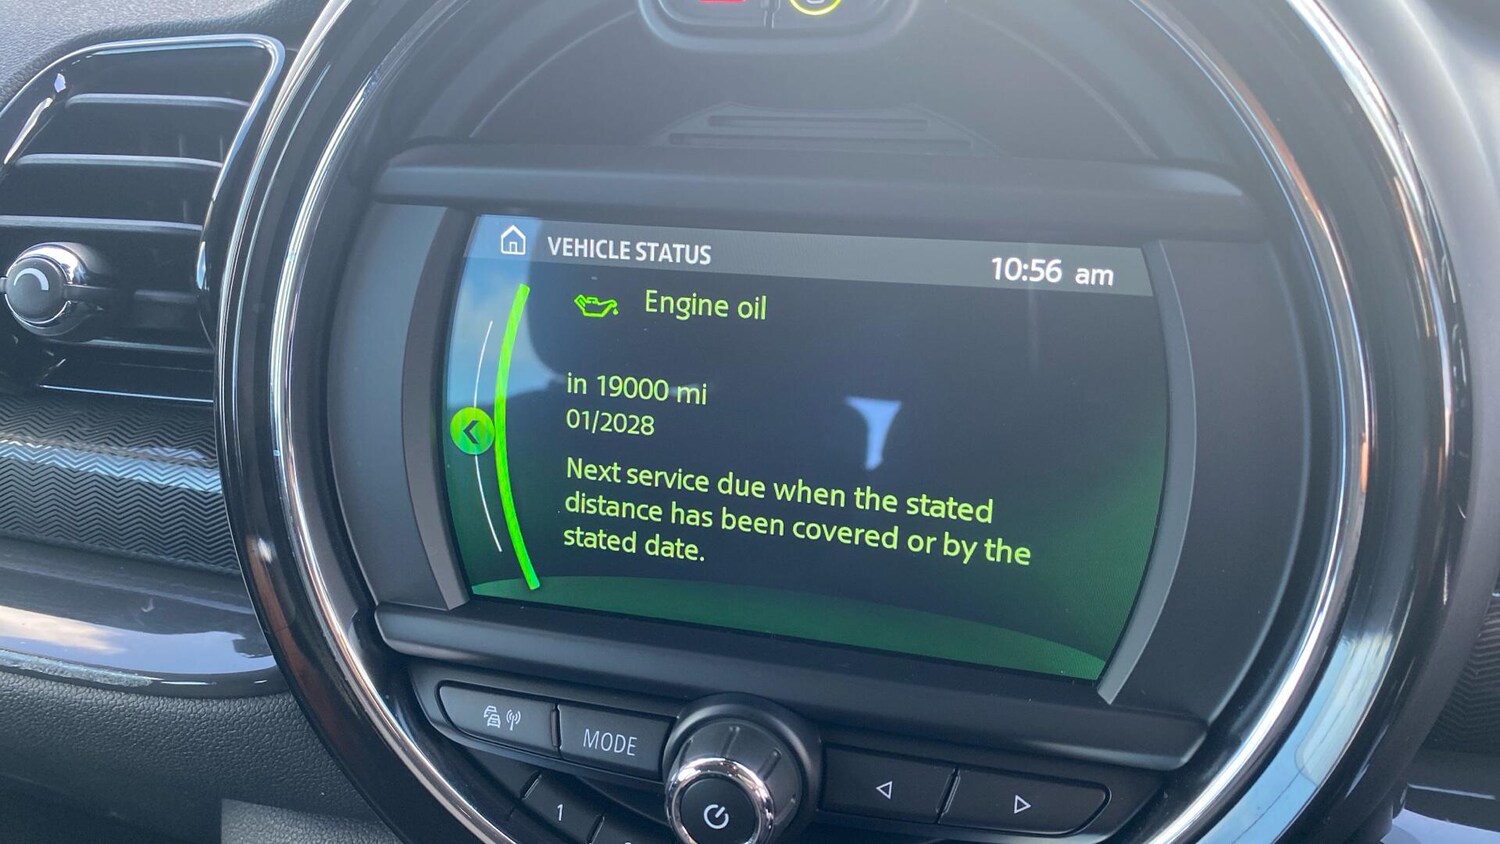 VEHICLE STATUS
10:56 am
Engine oil
in 19000 mi
01/2028
Next service due when the stated
distance has been covered or by the
stated date.
MODE
1